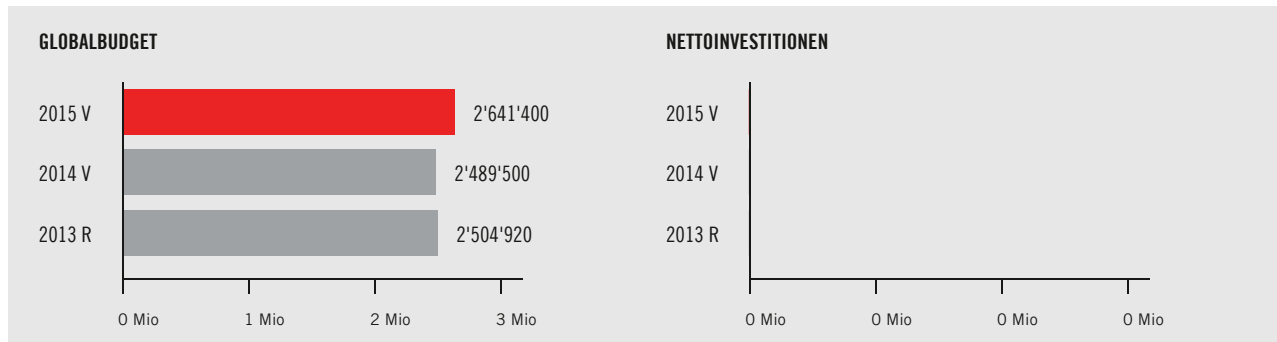 GLOBALBUDGET
2015 V 2'641'400
2014 V 2'489'500
2013 R 2'504'920
0 Mio 1 Mio 2 Mio 3 Mio
NETTOINVESTITIONEN
2015 V
2014 V
2013 R
0 Mio 0 Mio 0 Mio 0 Mio